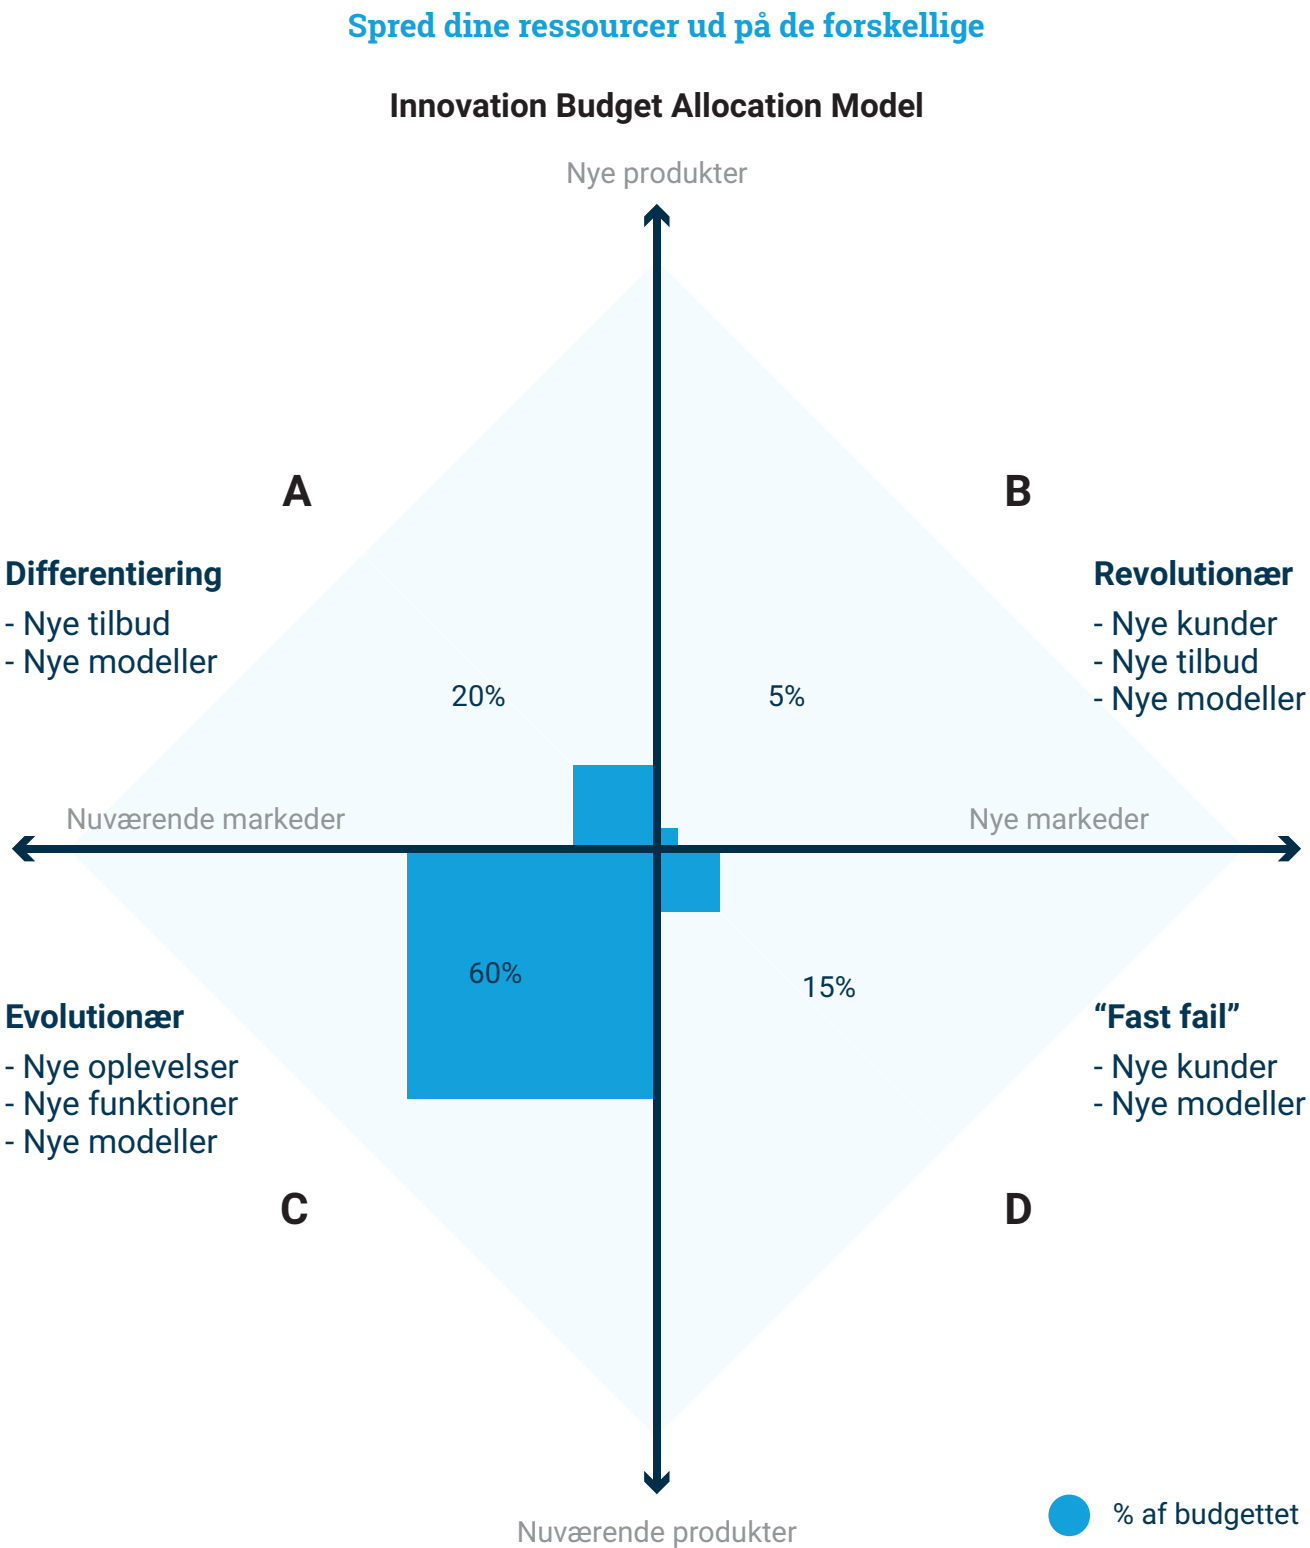 Spred dine ressourcer ud på de forskellige
Innovation Budget Allocation Model
Nye produkter
A
Differentiering
- Nye tilbud
- Nye modeller
20%
B
Revolutionær
- Nye kunder
- Nye tilbud
- Nye modeller
5%
Nuværende markeder
Nye markeder
60%
Evolutionær
- Nye oplevelser
- Nye funktioner
- Nye modeller
C
15%
“Fast fail”
- Nye kunder
- Nye modeller
D
Nuværende produkter
% af budgettet